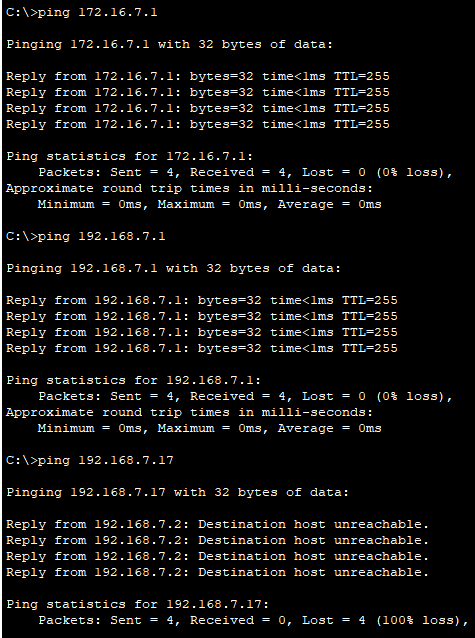 C:\>ping 172.16.7.1
Pinging 172.16.7.1 with 32 bytes of data:
Reply from 172.16.7.1: bytes=32 time<1ms TTL=255
Reply from 172.16.7.1: bytes=32 time<1ms TTL=255
Reply from 172.16.7.1: bytes=32 time<1ms TTL=255
Reply from 172.16.7.1: bytes=32 time<1ms TTL=255
Ping statistics for 172.16.7.1:
Packets: Sent = 4, Received = 4, Lost = 0 (0% loss),
Approximate round trip times in milli-seconds:
Minimum = 0ms, Maximum = 0ms, Average = 0ms
C:\>ping 192.168.7.1
Pinging 192.168.7.1 with 32 bytes of data:
Reply from 192.168.7.1: bytes=32 time<1ms TTL=255
Reply from 192.168.7.1: bytes=32 time<1ms TTL=255
Reply from 192.168.7.1: bytes=32 time<1ms TTL=255
Reply from 192.168.7.1: bytes=32 time<1ms TTL=255
Ping statistics for 192.168.7.1:
Packets: Sent = 4, Received = 4, Lost = 0 (0% loss),
Approximate round trip times in milli-seconds:
Minimum = 0ms, Maximum = 0ms, Average = 0ms
C:\>ping 192.168.7.17
Pinging 192.168.7.17 with 32 bytes of data:
Reply from 192.168.7.2: Destination host unreachable.
Reply from 192.168.7.2: Destination host unreachable.
Reply from 192.168.7.2: Destination host unreachable.
Reply from 192.168.7.2: Destination host unreachable.
Ping statistics for 192.168.7.17:
Packets: Sent = 4, Received = 0, Lost = 4 (100% loss),